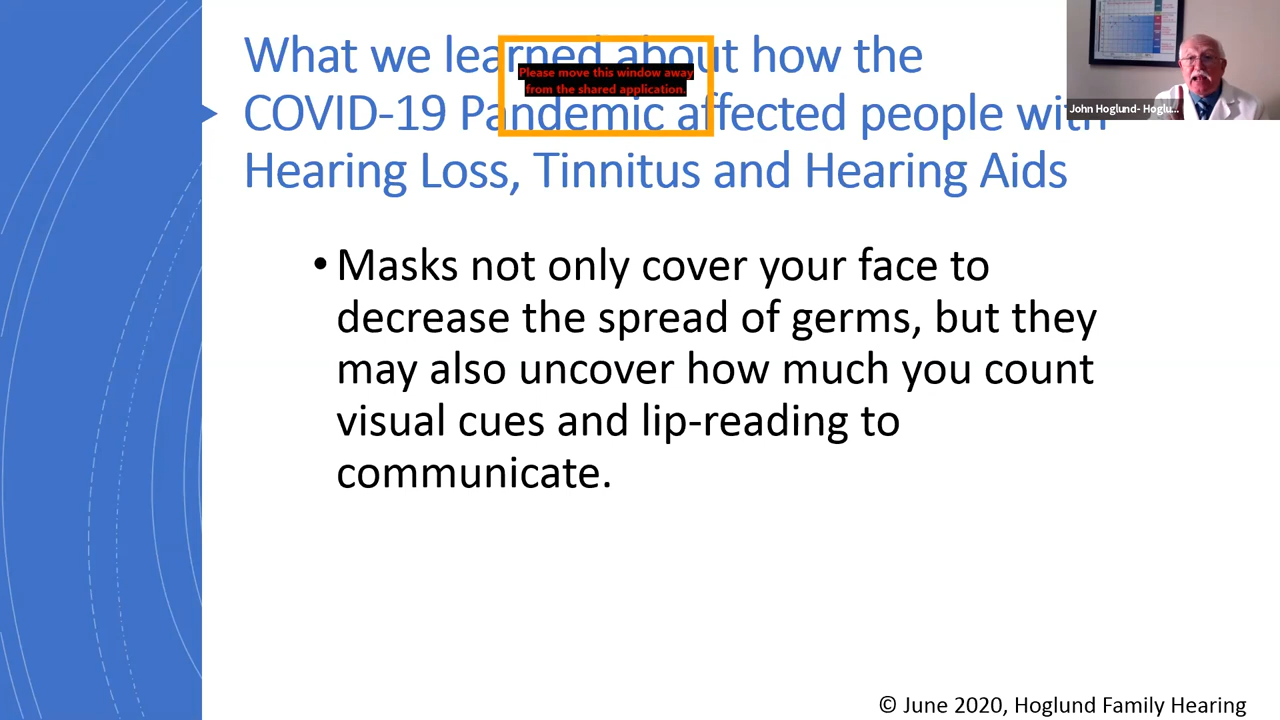 What we learned about how the
COVID-19 Pandemic affected people with
Hearing Loss, Tinnitus and Hearing Aids
Please move this window away
from the shared application.
John Hoglund- Hoglu...
• Masks not only cover your face to
decrease the spread of germs, but they
may also uncover how much you count
visual cues and lip-reading to
communicate.
© June 2020, Hoglund Family Hearing